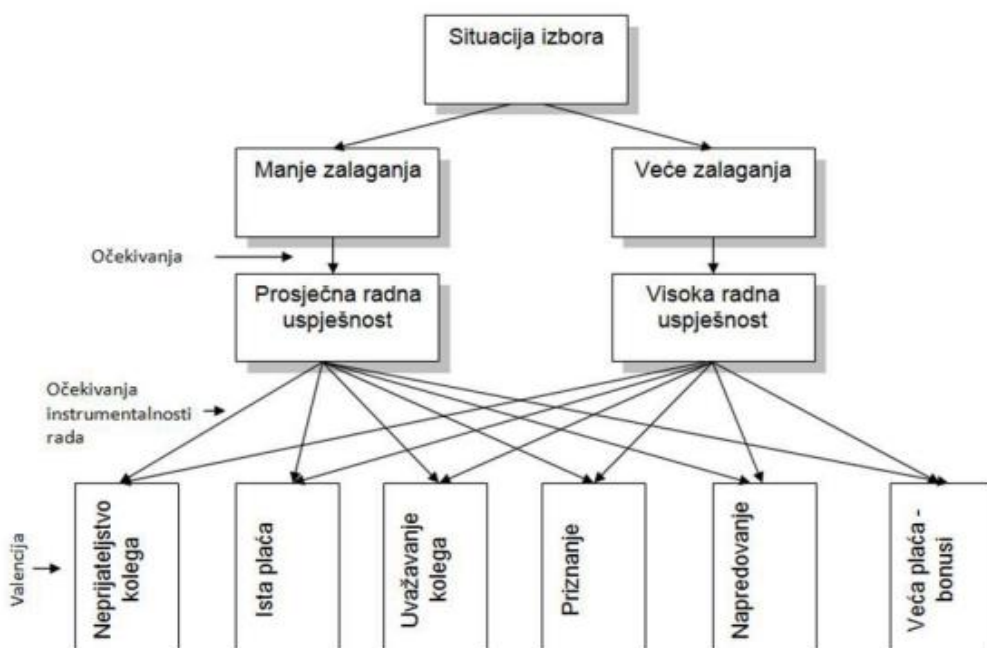 Situacija izbora
Manje zalaganja
Veće zalaganja
Očekivanja
Prosječna radna
uspješnost
Visoka radna
uspješnost
Očekivanja
instrumentalnosti
rada
Valencija
Neprijateljstvo
kolega
Ista plaća
Uvažavanje
kolega
Priznanje
Napredovanje
Veća plaća -
bonusi